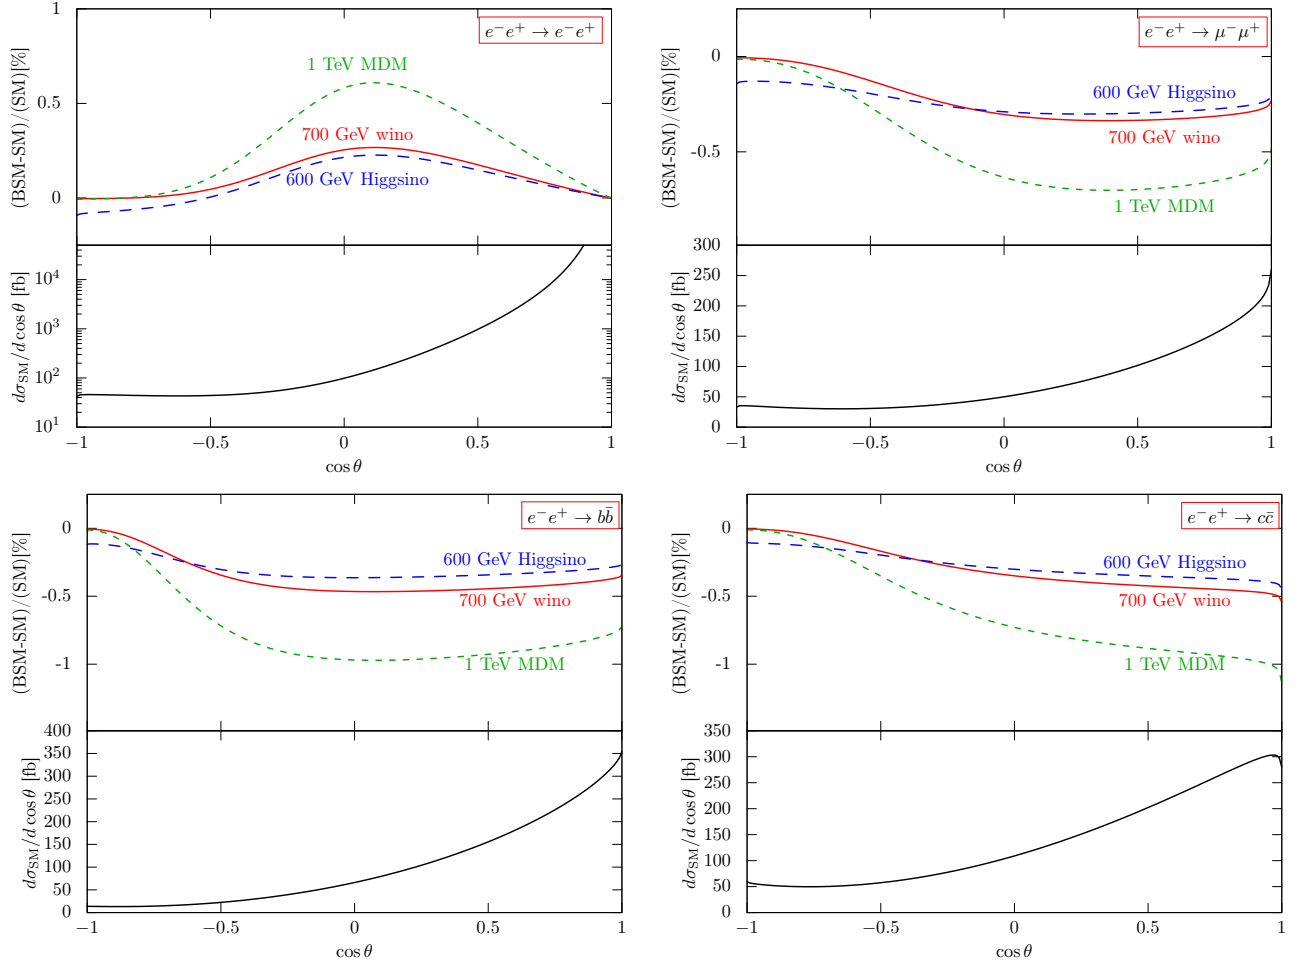 (BSM-SM)/(SM)[%]
1
0.5
0
e⁻e⁺ → e⁻e⁺
1 TeV MDM
700 GeV wino
600 GeV Higgsino
dσ_SM/d cos θ [fb]
10⁴
10³
10²
10¹
−1 −0.5 0 0.5 1
cos θ
(BSM-SM)/(SM)[%]
0
-0.5
e⁻e⁺ → μ⁻μ⁺
600 GeV Higgsino
700 GeV wino
1 TeV MDM
dσ_SM/d cos θ [fb]
300
250
200
150
100
50
0
−1 −0.5 0 0.5 1
cos θ
(BSM-SM)/(SM)[%]
0
-0.5
-1
e⁻e⁺ → bb̄
600 GeV Higgsino
700 GeV wino
1 TeV MDM
dσ_SM/d cos θ [fb]
400
350
300
250
200
150
100
50
0
−1 −0.5 0 0.5 1
cos θ
(BSM-SM)/(SM)[%]
0
-0.5
-1
e⁻e⁺ → cc̄
600 GeV Higgsino
700 GeV wino
1 TeV MDM
dσ_SM/d cos θ [fb]
350
300
250
200
150
100
50
0
−1 −0.5 0 0.5 1
cos θ